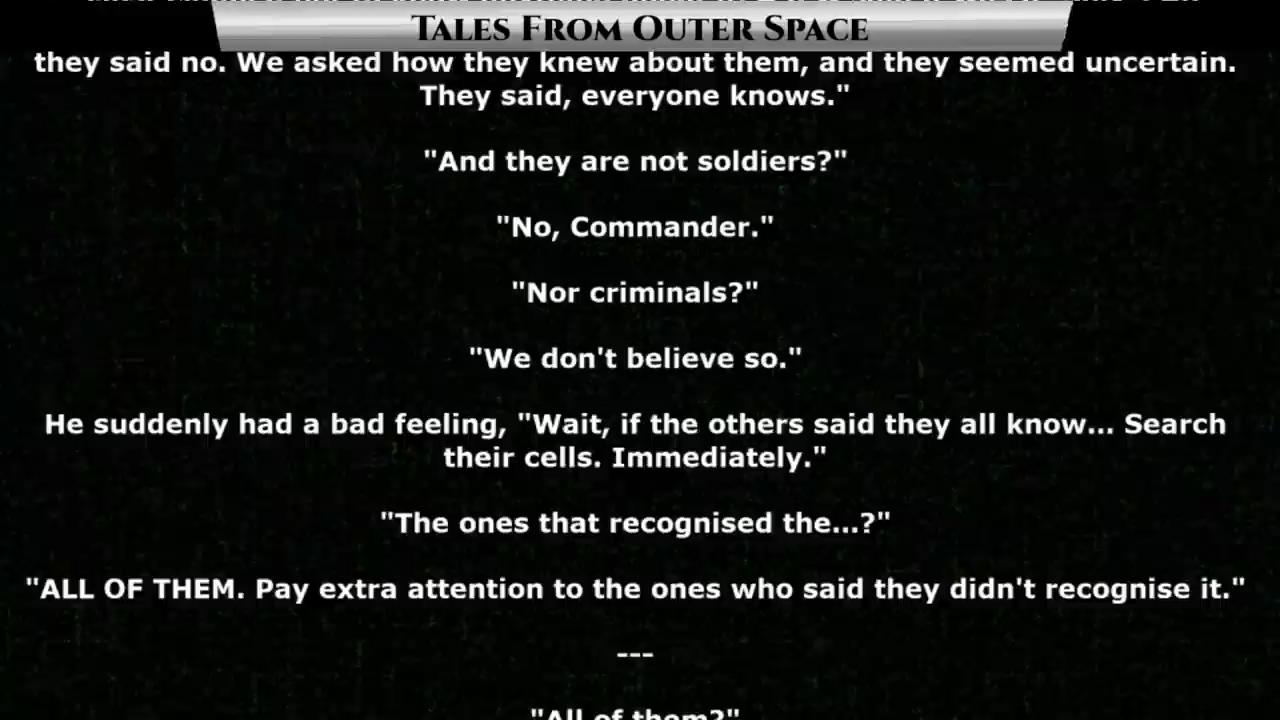 Tales From Outer Space
they said no. We asked how they knew about them, and they seemed uncertain.
They said, everyone knows."
"And they are not soldiers?"
"No, Commander."
"Nor criminals?"
"We don't believe so."
He suddenly had a bad feeling, "Wait, if the others said they all know... Search
their cells. Immediately."
"The ones that recognised the...?"
"ALL OF THEM. Pay extra attention to the ones who said they didn't recognise it."
---
"All of them?"